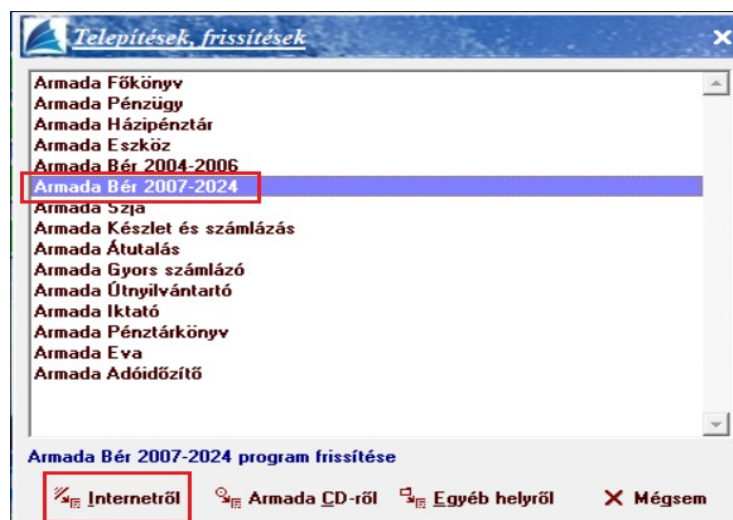 Telepítések, frissítések
Armada Főkönyv
Armada Pénzügy
Armada Házipénztár
Armada Eszköz
Armada Bér 2004-2006
Armada Bér 2007-2024
Armada Szja
Armada Készlet és számlázás
Armada Átutalás
Armada Gyors számlázó
Armada Útnyilvántartó
Armada Iktató
Armada Pénztárkönyv
Armada Eva
Armada Adóidőzítő
Armada Bér 2007-2024 program frissítése
Internetről Armada CD-ről Egyéb helyről Mégsem